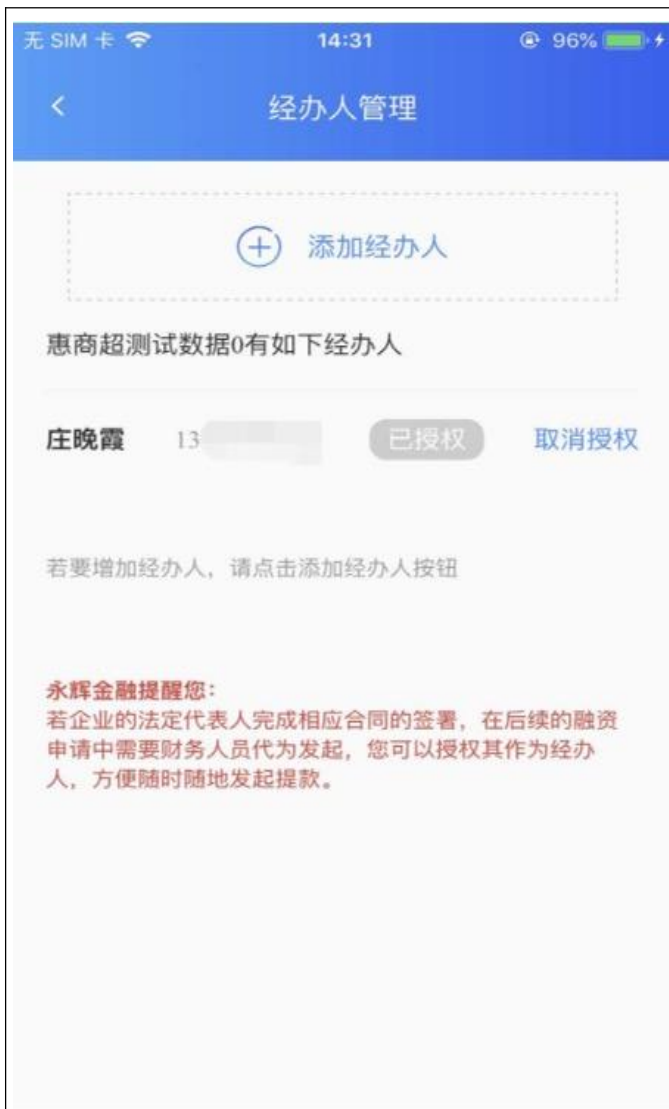 无 SIM 卡 14:31 96%
经办人管理
添加经办人
惠商超测试数据0有如下经办人
庄晚霞 13 已授权 取消授权
若要增加经办人，请点击添加经办人按钮
永辉金融提醒您：
若企业的法定代表人完成相应合同的签署，在后续的融资
申请中需要财务人员代为发起，您可以授权其作为经办
人，方便随时随地发起提款。